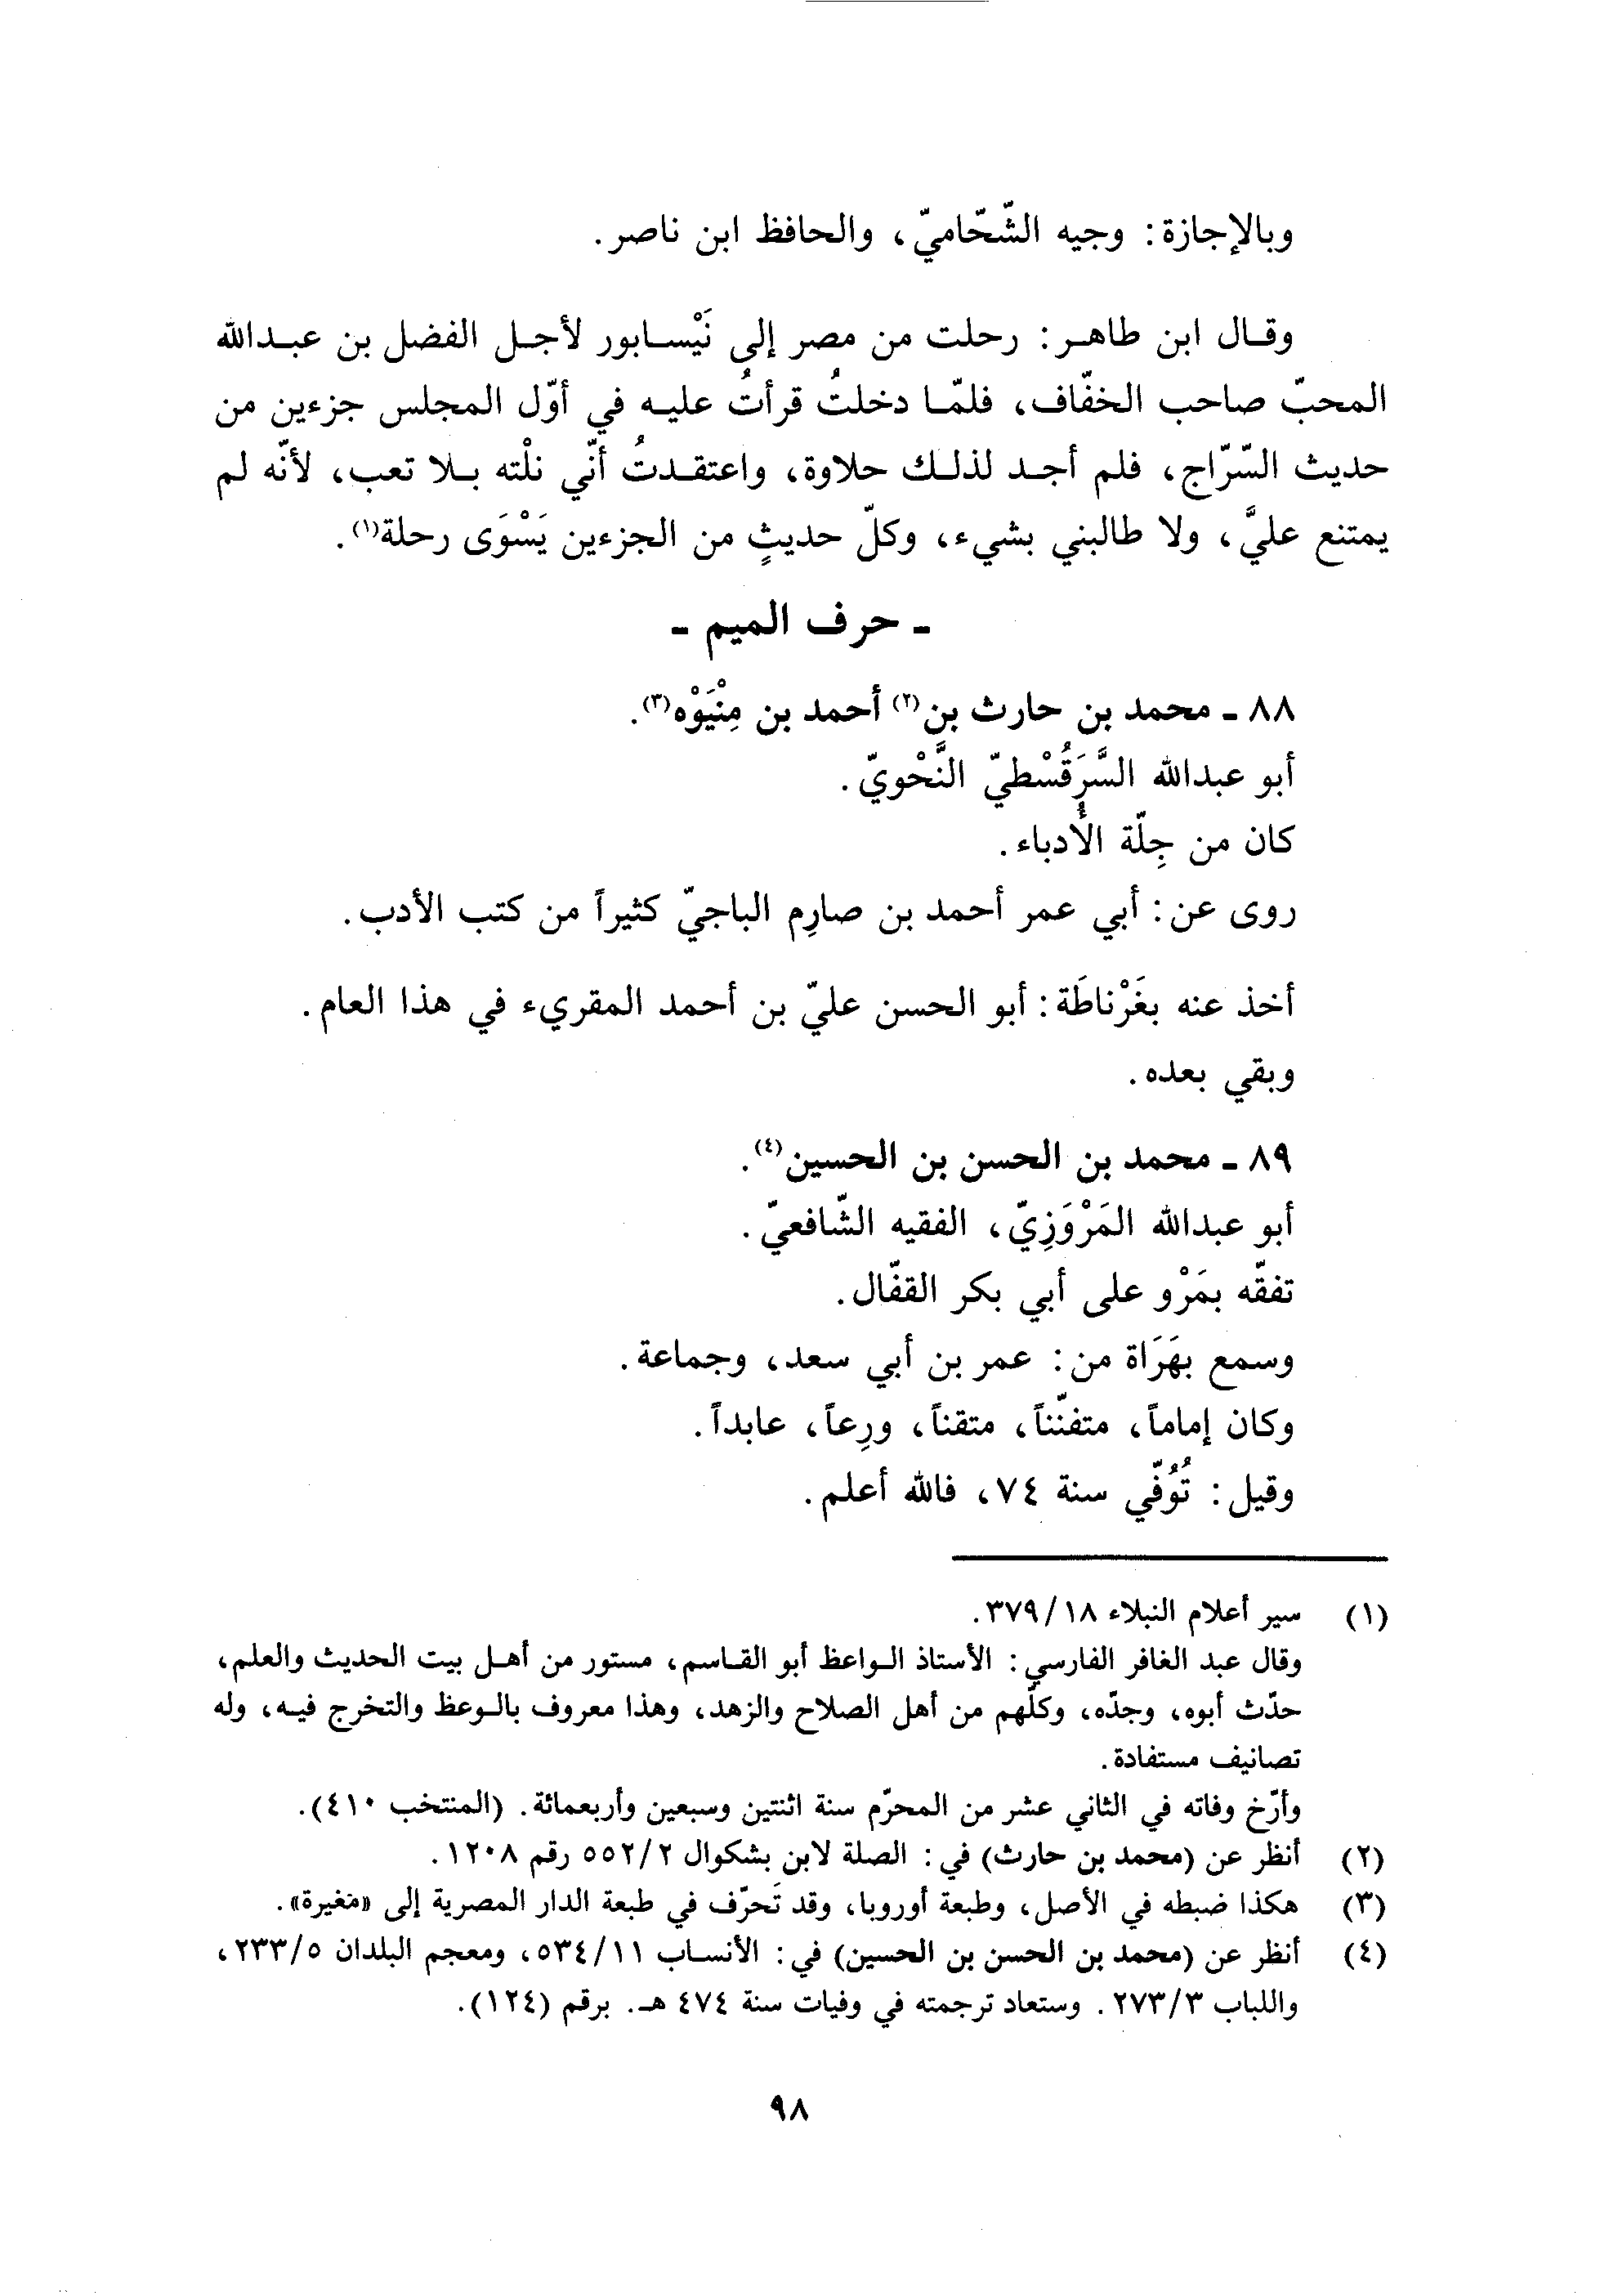 وبالإجازة: وجيه الشّحّاميّ، والحافظ ابن ناصر.
وقال ابن طاهر: رحلت من مصر إلى نَيْسابور لأجل الفضل بن عبدالله
المحبّ صاحب الخفّاف، فلمّا دخلتُ قرأتُ عليه في أوّل المجلس جزءين من
حديث السّرّاج، فلم أجد لذلك حلاوة، واعتقدتُ أنّي نلْته بلا تعب، لأنّه لم
يمتنع عليَّ، ولا طالبني بشيء، وكلّ حديثٍ من الجزءين يَسْوَى رحلة(١).
- حرف الميم -
٨٨ - محمد بن حارث بن(٢) أحمد بن مِنْيَوْه(٣).
أبو عبدالله السَّرَقُسْطيّ النَّحْويّ.
كان من جِلّة الأُدباء.
روى عن: أبي عمر أحمد بن صارِم الباجيّ كثيراً من كتب الأدب.
أخذ عنه بغَرْناطَة: أبو الحسن عليّ بن أحمد المقريء في هذا العام.
وبقي بعده.
٨٩ - محمد بن الحسن بن الحسين(٤).
أبو عبدالله المَرْوَزِيّ، الفقيه الشّافعيّ.
تفقّه بمَرْو على أبي بكر القفّال.
وسمع بهَرَاة من: عمر بن أبي سعد، وجماعة.
وكان إماماً، متفنّناً، متقناً، ورِعاً، عابداً.
وقيل: تُوُفّي سنة ٧٤، فالله أعلم.
(١) سير أعلام النبلاء ٣٧٩/١٨.
وقال عبد الغافر الفارسي: الأستاذ الواعظ أبو القاسم، مستور من أهل بيت الحديث والعلم،
حدّث أبوه، وجدّه، وكلّهم من أهل الصلاح والزهد، وهذا معروف بالوعظ والتخرج فيه، وله
تصانيف مستفادة.
وأرّخ وفاته في الثاني عشر من المحرّم سنة اثنتين وسبعين وأربعمائة. (المنتخب ٤١٠).
(٢) أنظر عن (محمد بن حارث) في: الصلة لابن بشكوال ٥٥٢/٢ رقم ١٢٠٨.
(٣) هكذا ضبطه في الأصل، وطبعة أوروبا، وقد تَحرّف في طبعة الدار المصرية إلى «مغيرة».
(٤) أنظر عن (محمد بن الحسن بن الحسين) في: الأنساب ٥٣٤/١١، ومعجم البلدان ٢٣٣/٥،
واللباب ٢٧٣/٣. وستعاد ترجمته في وفيات سنة ٤٧٤ هـ. برقم (١٢٤).
٩٨